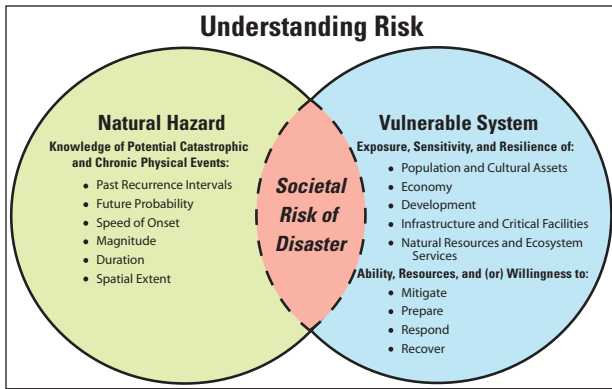 Understanding Risk
Natural Hazard
Knowledge of Potential Catastrophic
and Chronic Physical Events:
• Past Recurrence Intervals
• Future Probability
• Speed of Onset
• Magnitude
• Duration
• Spatial Extent
Societal
Risk of
Disaster
Vulnerable System
Exposure, Sensitivity, and Resilience of:
• Population and Cultural Assets
• Economy
• Development
• Infrastructure and Critical Facilities
• Natural Resources and Ecosystem
Services
Ability, Resources, and (or) Willingness to:
• Mitigate
• Prepare
• Respond
• Recover